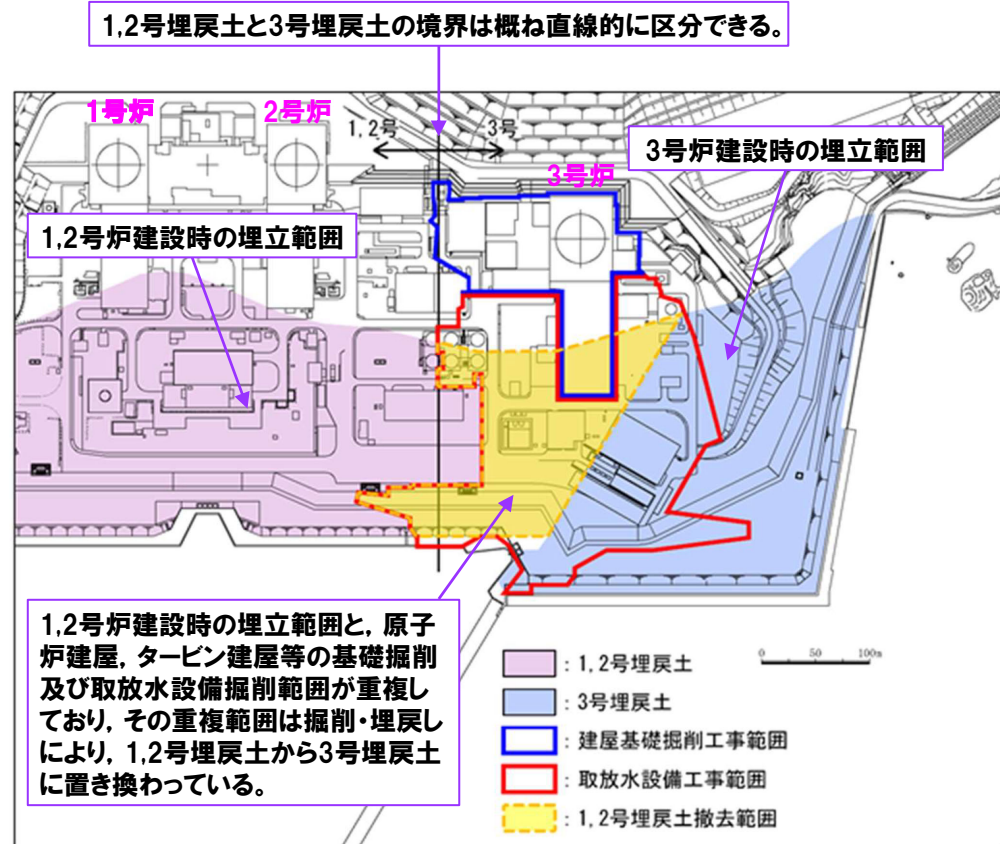 1,2号埋戻土と3号埋戻土の境界は概ね直線的に区分できる。
1号炉
2号炉
1,2号
3号
3号炉建設時の埋立範囲
3号炉
1,2号炉建設時の埋立範囲
1,2号炉建設時の埋立範囲と, 原子
炉建屋, タービン建屋等の基礎掘削
及び取放水設備掘削範囲が重複し
ており, その重複範囲は掘削・埋戻し
により, 1,2号埋戻土から3号埋戻土
に置き換わっている。
0 50 100m
: 1,2号埋戻土
: 3号埋戻土
: 建屋基礎掘削工事範囲
: 取放水設備工事範囲
: 1,2号埋戻土撤去範囲